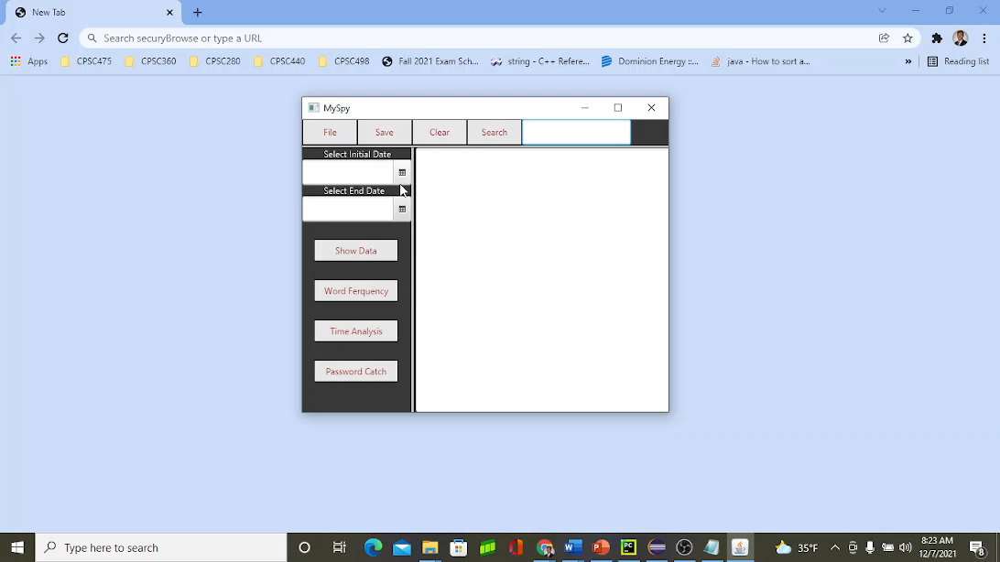 New Tab
Search securyBrowse or type a URL
Apps CPSC475 CPSC360 CPSC280 CPSC440 CPSC498 Fall 2021 Exam Sch... string - C++ Refere... Dominion Energy ::... java - How to sort a... » Reading list
MySpy
File Save Clear Search
Select Initial Date
Select End Date
Show Data
Word Ferquency
Time Analysis
Password Catch
Type here to search
35°F
8:23 AM
12/7/2021